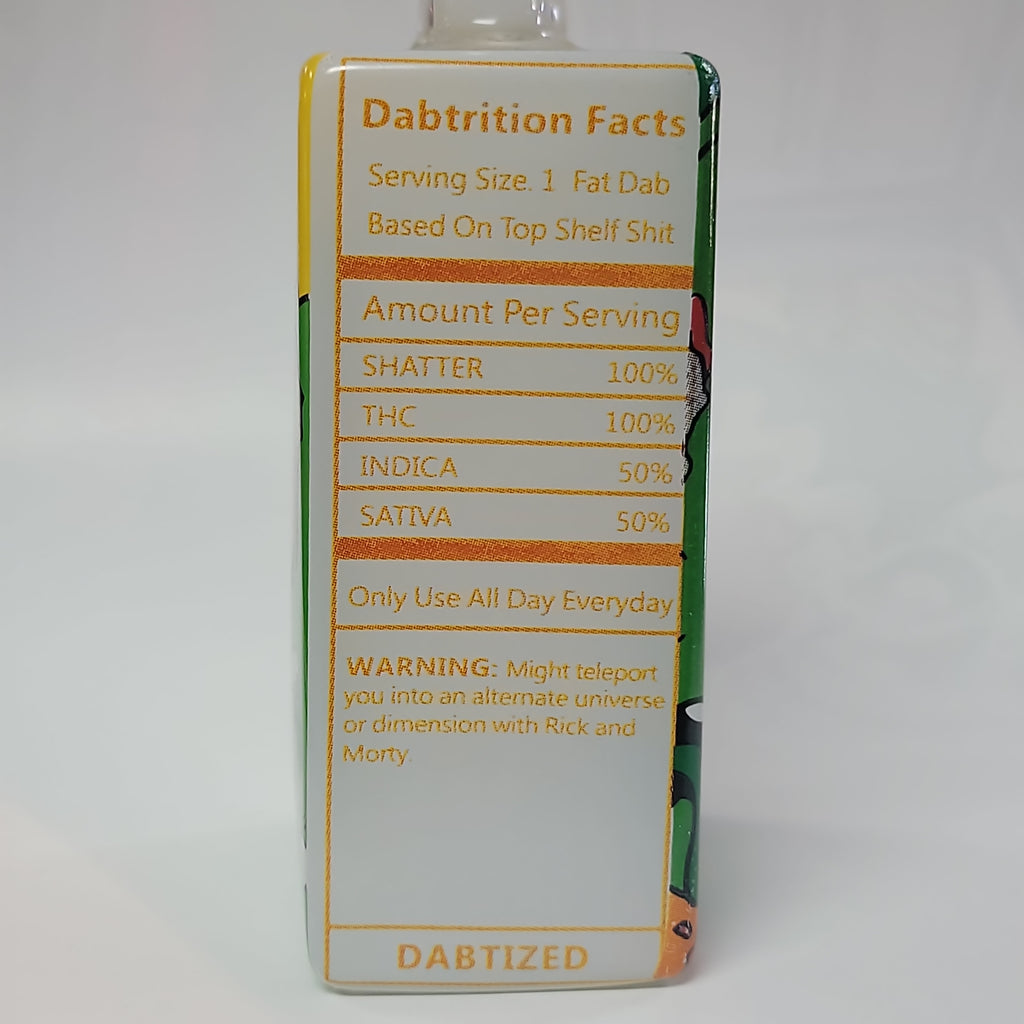 Dabtrition Facts
Serving Size. 1 Fat Dab
Based On Top Shelf Shit
Amount Per Serving
SHATTER 100%
THC 100%
INDICA 50%
SATIVA 50%
Only Use All Day Everyday
WARNING: Might teleport
you into an alternate universe
or dimension with Rick and
Morty.
DABTIZED